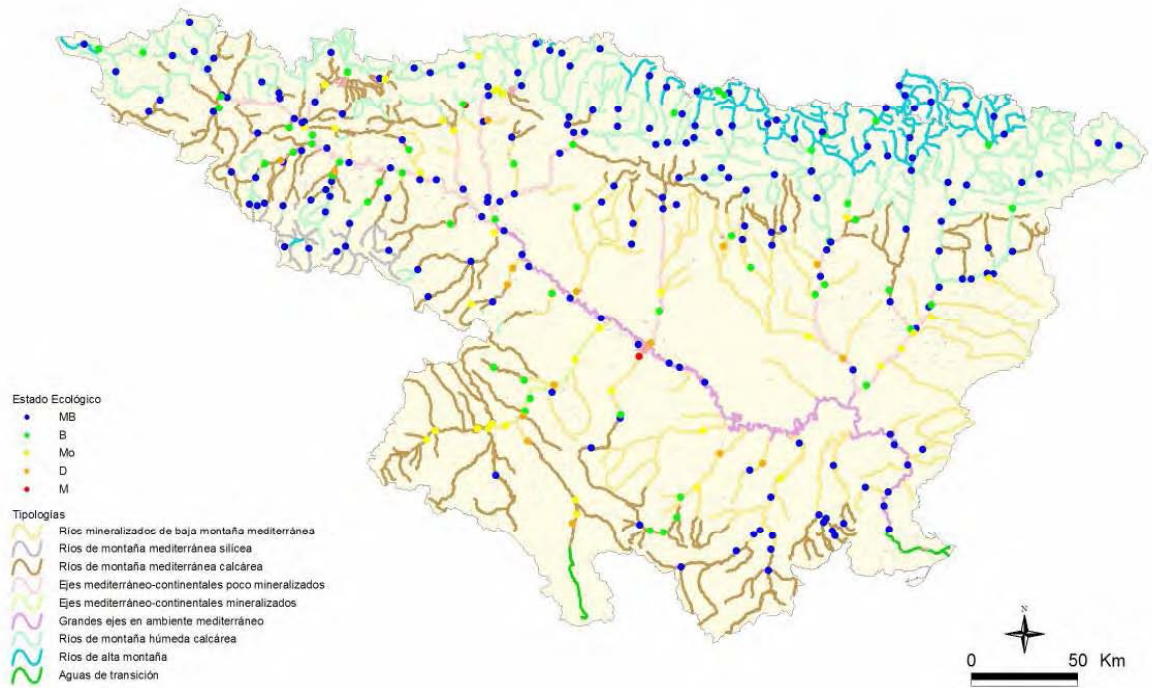 Estado Ecológico
MB
B
Mo
D
M
Tipologías
Ríos mineralizados de baja montaña mediterránea
Ríos de montaña mediterránea silícea
Ríos de montaña mediterránea calcárea
Ejes mediterráneo-continentales poco mineralizados
Ejes mediterráneo-continentales mineralizados
Grandes ejes en ambiente mediterráneo
Ríos de montaña húmeda calcárea
Ríos de alta montaña
Aguas de transición
N
0 50 Km